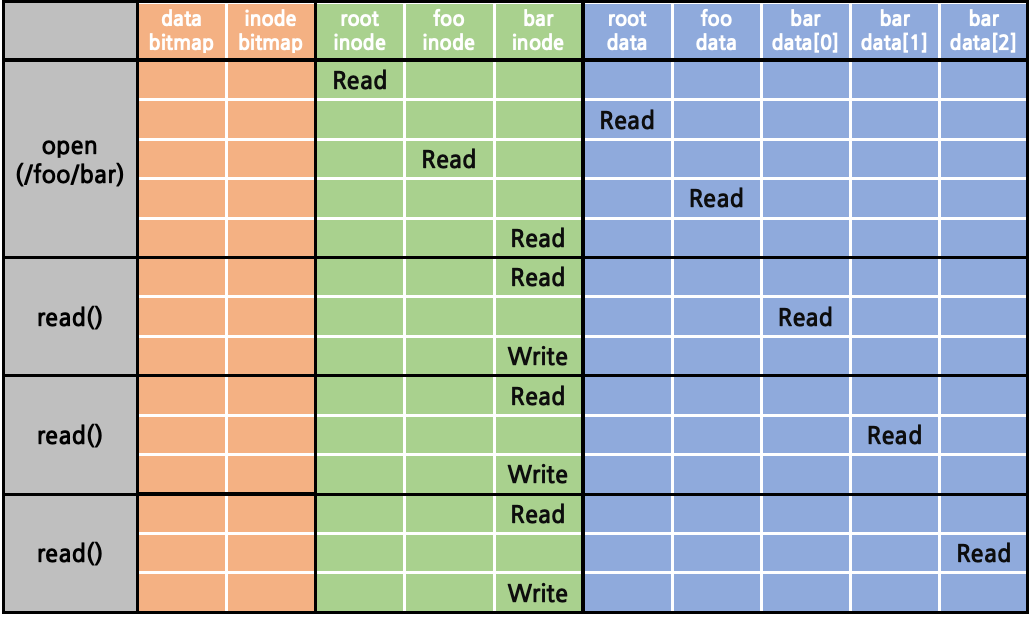 data bitmap inode bitmap root inode foo inode bar inode root data foo data bar data[0] bar data[1] bar data[2]
open (/foo/bar)
Read
Read
Read
Read
Read
read()
Read
Read
Write
read()
Read
Read
Write
read()
Read
Read
Write